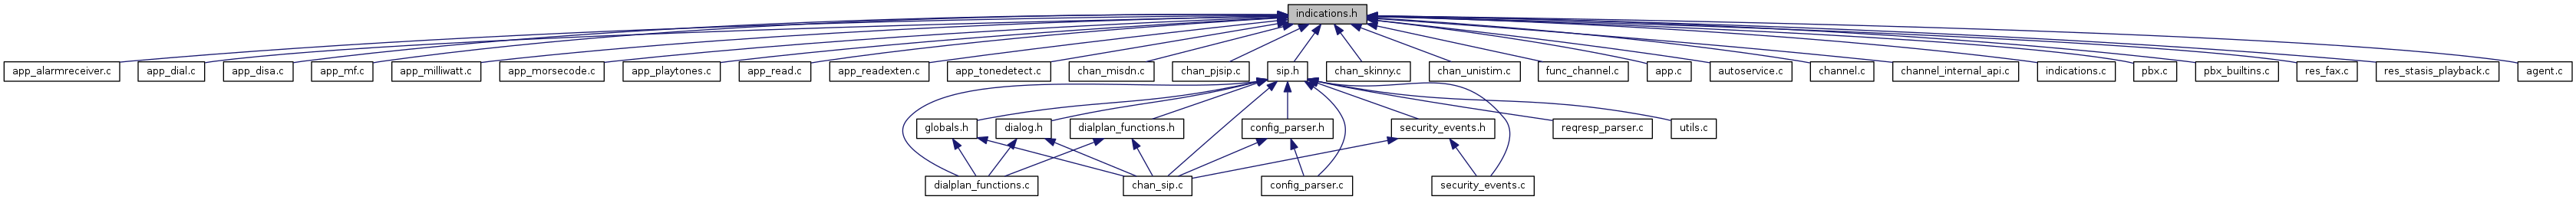 indications.h
app_alarmreceiver.c
app_dial.c
app_disa.c
app_mf.c
app_milliwatt.c
app_morsecode.c
app_playtones.c
app_read.c
app_readexten.c
app_tonedetect.c
chan_misdn.c
chan_pjsip.c
sip.h
chan_skinny.c
chan_unistim.c
func_channel.c
app.c
autoservice.c
channel.c
channel_internal_api.c
indications.c
pbx.c
pbx_builtins.c
res_fax.c
res_stasis_playback.c
agent.c
globals.h
dialog.h
dialplan_functions.h
config_parser.h
security_events.h
reqresp_parser.c
utils.c
dialplan_functions.c
chan_sip.c
config_parser.c
security_events.c